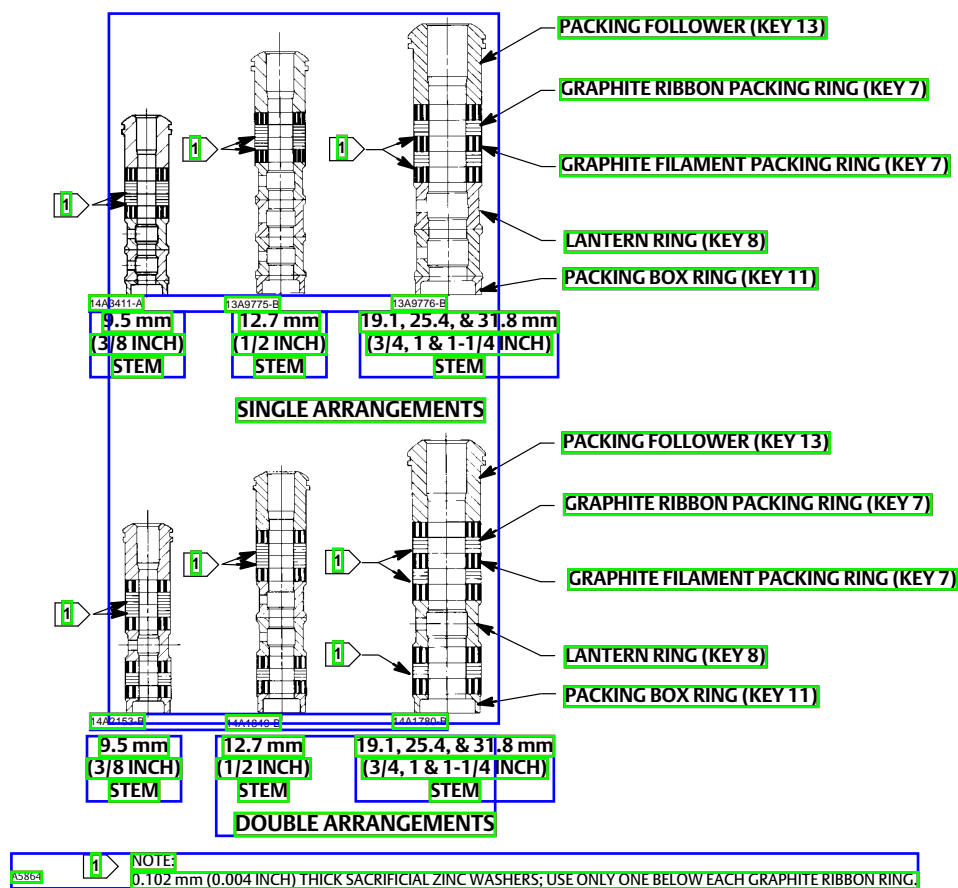 PACKING FOLLOWER (KEY 13)
GRAPHITE RIBBON PACKING RING (KEY 7)
1
1
1
GRAPHITE FILAMENT PACKING RING (KEY 7)
1
LANTERN RING (KEY 8)
PACKING BOX RING (KEY 11)
14A3411-A
13A9775-B
13A9776-B
9.5 mm
(3/8 INCH)
STEM
12.7 mm
(1/2 INCH)
STEM
19.1, 25.4, & 31.8 mm
(3/4, 1 & 1-1/4 INCH)
STEM
SINGLE ARRANGEMENTS
PACKING FOLLOWER (KEY 13)
GRAPHITE RIBBON PACKING RING (KEY 7)
1
1
GRAPHITE FILAMENT PACKING RING (KEY 7)
1
1
LANTERN RING (KEY 8)
PACKING BOX RING (KEY 11)
14A2153-B
14A1849-B
14A1780-B
9.5 mm
(3/8 INCH)
STEM
12.7 mm
(1/2 INCH)
STEM
19.1, 25.4, & 31.8 mm
(3/4, 1 & 1-1/4 INCH)
STEM
DOUBLE ARRANGEMENTS
1
NOTE:
0.102 mm (0.004 INCH) THICK SACRIFICIAL ZINC WASHERS; USE ONLY ONE BELOW EACH GRAPHITE RIBBON RING.
A5864